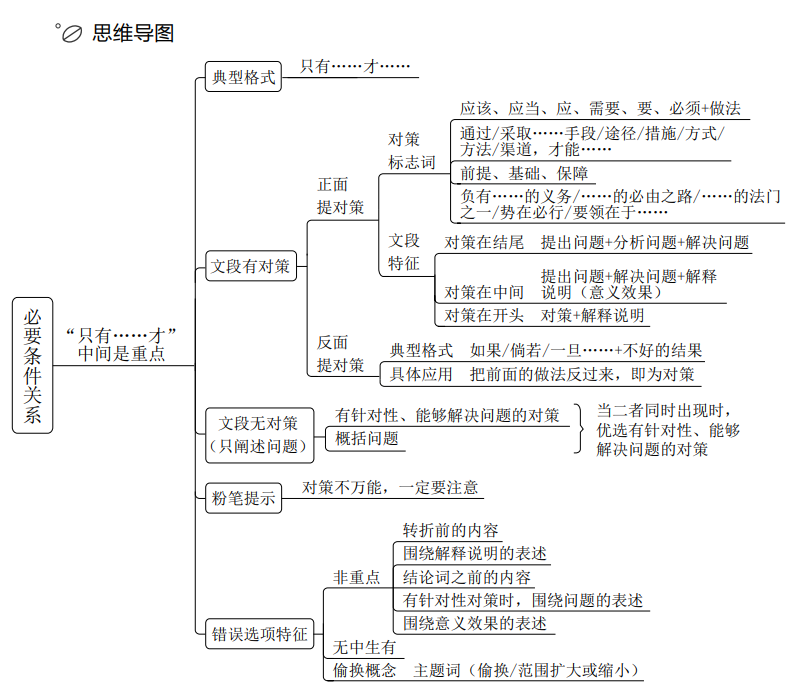 思维导图
必要条件关系
“只有……才”
中间是重点
典型格式
只有……才……
文段有对策
正面
提对策
对策
标志词
应该、应当、应、需要、要、必须+做法
通过/采取……手段/途径/措施/方式/
方法/渠道，才能……
前提、基础、保障
负有……的义务/……的必由之路/……的法门
之一/势在必行/要领在于……
文段
特征
对策在结尾 提出问题+分析问题+解决问题
对策在中间 提出问题+解决问题+解释
说明（意义效果）
对策在开头 对策+解释说明
反面
提对策
典型格式 如果/倘若/一旦……+不好的结果
具体应用 把前面的做法反过来，即为对策
文段无对策
（只阐述问题）
有针对性、能够解决问题的对策
概括问题
当二者同时出现时，
优选有针对性、能够
解决问题的对策
粉笔提示
对策不万能，一定要注意
错误选项特征
非重点
转折前的内容
围绕解释说明的表述
结论词之前的内容
有针对性对策时，围绕问题的表述
围绕意义效果的表述
无中生有
偷换概念 主题词（偷换/范围扩大或缩小）